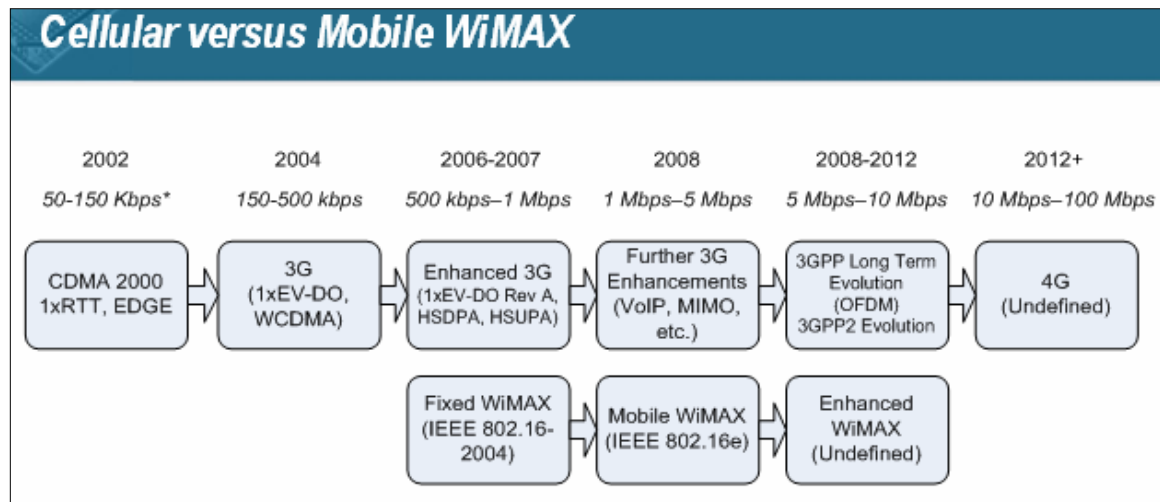 Cellular versus Mobile WiMAX
2002
2004
2006-2007
2008
2008-2012
2012+
50-150 Kbps*
150-500 kbps
500 kbps–1 Mbps
1 Mbps–5 Mbps
5 Mbps–10 Mbps
10 Mbps–100 Mbps
CDMA 2000
1xRTT, EDGE
3G
(1xEV-DO,
WCDMA)
Enhanced 3G
(1xEV-DO Rev A,
HSDPA, HSUPA)
Further 3G
Enhancements
(VoIP, MIMO,
etc.)
3GPP Long Term
Evolution
(OFDM)
3GPP2 Evolution
4G
(Undefined)
Fixed WiMAX
(IEEE 802.16-
2004)
Mobile WiMAX
(IEEE 802.16e)
Enhanced
WiMAX
(Undefined)